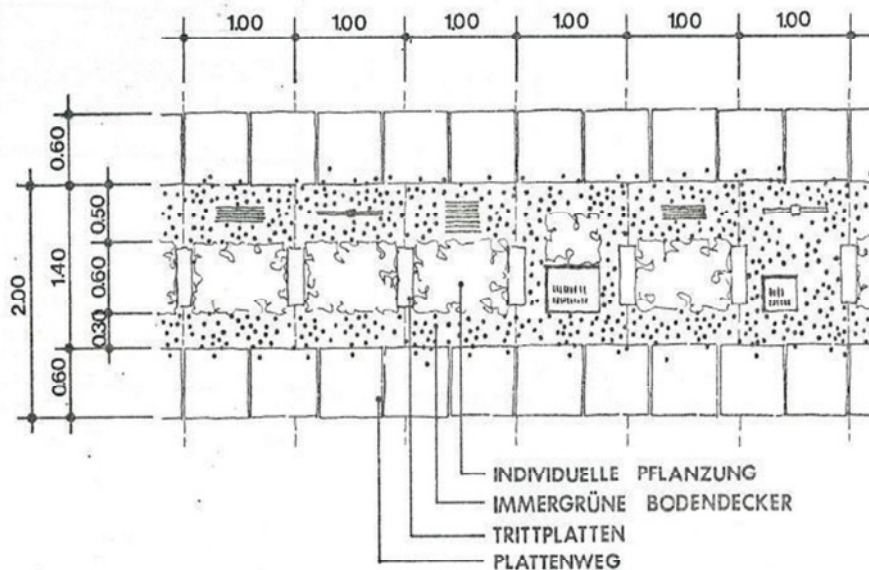 1.00 1.00 1.00 1.00 1.00 1.00
0.60
2.00
1.40
0.50
0.60
0.30
0.60
INDIVIDUELLE PFLANZUNG
IMMERGRÜNE BODENDECKER
TRITTPLATTEN
PLATTENWEG